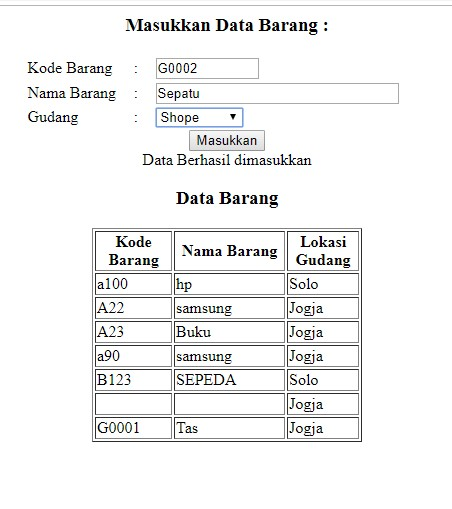 Masukkan Data Barang :
Kode Barang : G0002
Nama Barang : Sepatu
Gudang : Shope
Masukkan
Data Berhasil dimasukkan
Data Barang
Kode Barang Nama Barang Lokasi Gudang
a100 hp Solo
A22 samsung Jogja
A23 Buku Jogja
a90 samsung Jogja
B123 SEPEDA Solo
Jogja
G0001 Tas Jogja